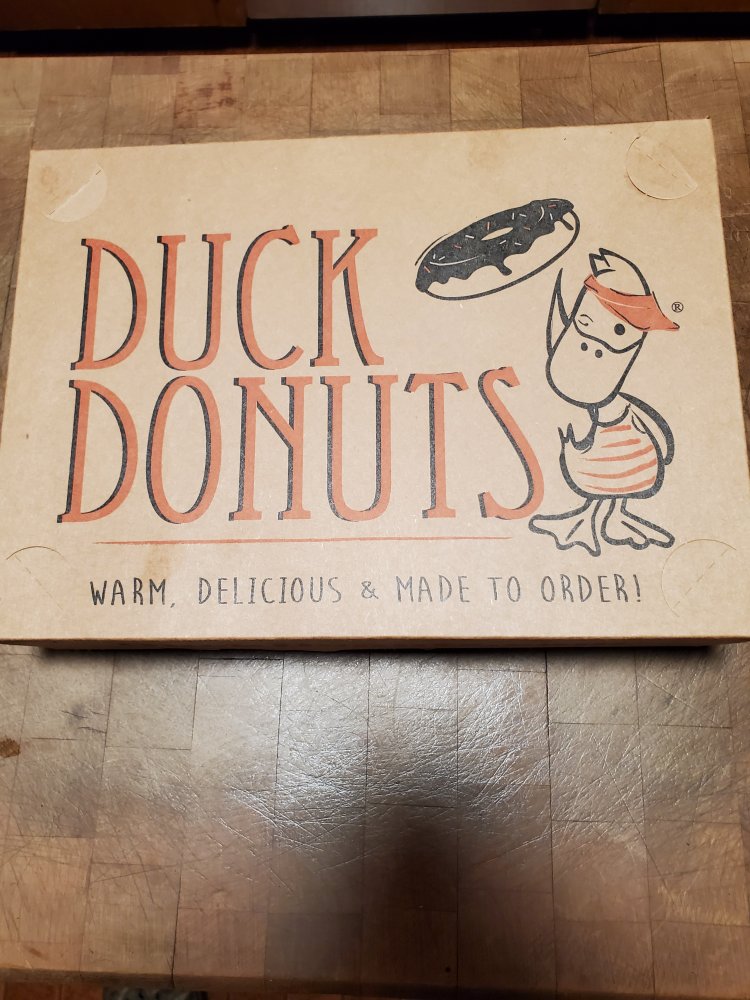 DUCK
DONUTS
®
WARM, DELICIOUS & MADE TO ORDER!